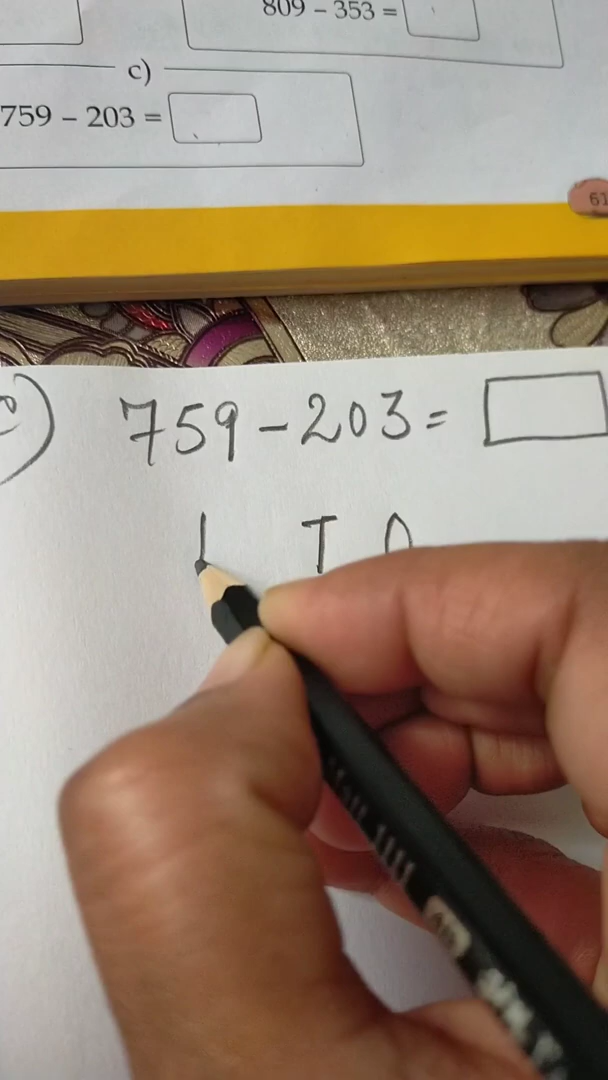 809 – 353 =
c)
759 – 203 =
61
759 - 203 =
T O